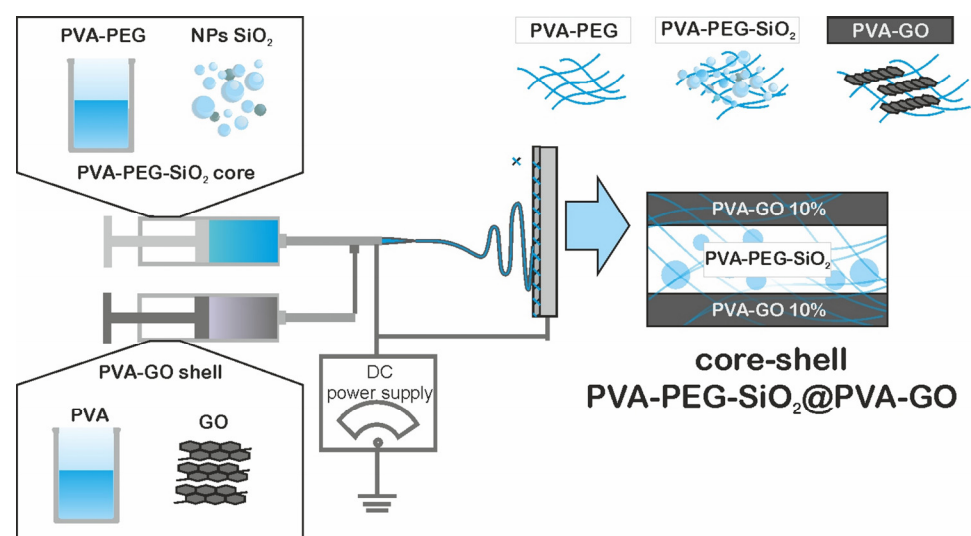 PVA-PEG
NPs SiO₂
PVA-PEG-SiO₂ core
PVA-GO shell
PVA
GO
DC
power supply
PVA-PEG
PVA-PEG-SiO₂
PVA-GO
PVA-GO 10%
PVA-PEG-SiO₂
PVA-GO 10%
core-shell
PVA-PEG-SiO₂@PVA-GO